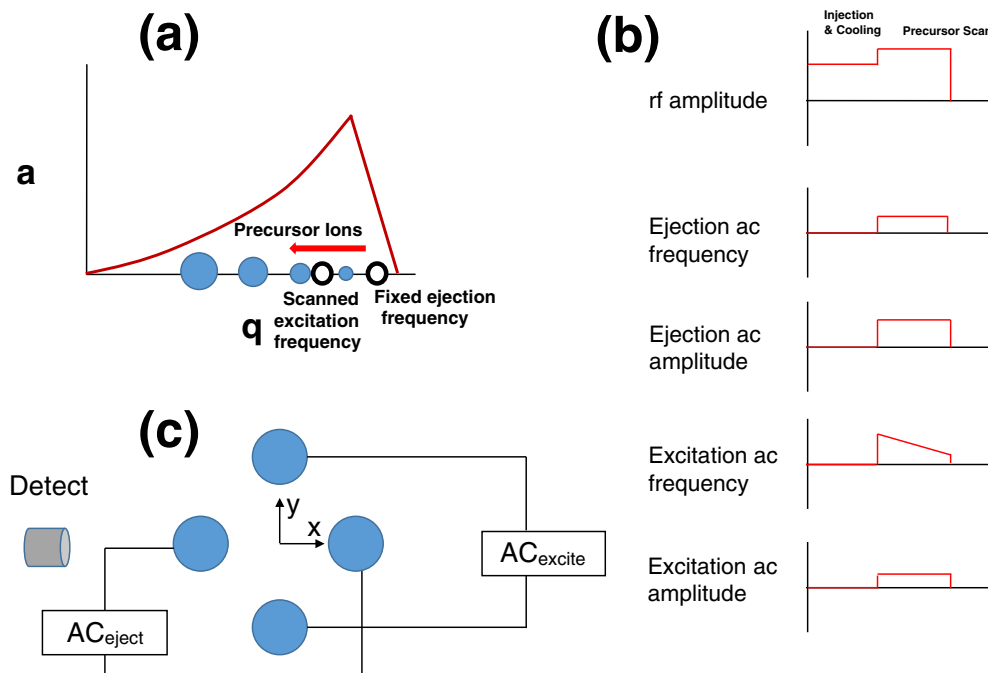 (a)
a
Precursor Ions
q
Scanned
excitation
frequency
Fixed ejection
frequency
(b)
Injection
& Cooling
Precursor Scan
rf amplitude
Ejection ac
frequency
Ejection ac
amplitude
Excitation ac
frequency
Excitation ac
amplitude
(c)
Detect
y
x
ACexcite
ACeject